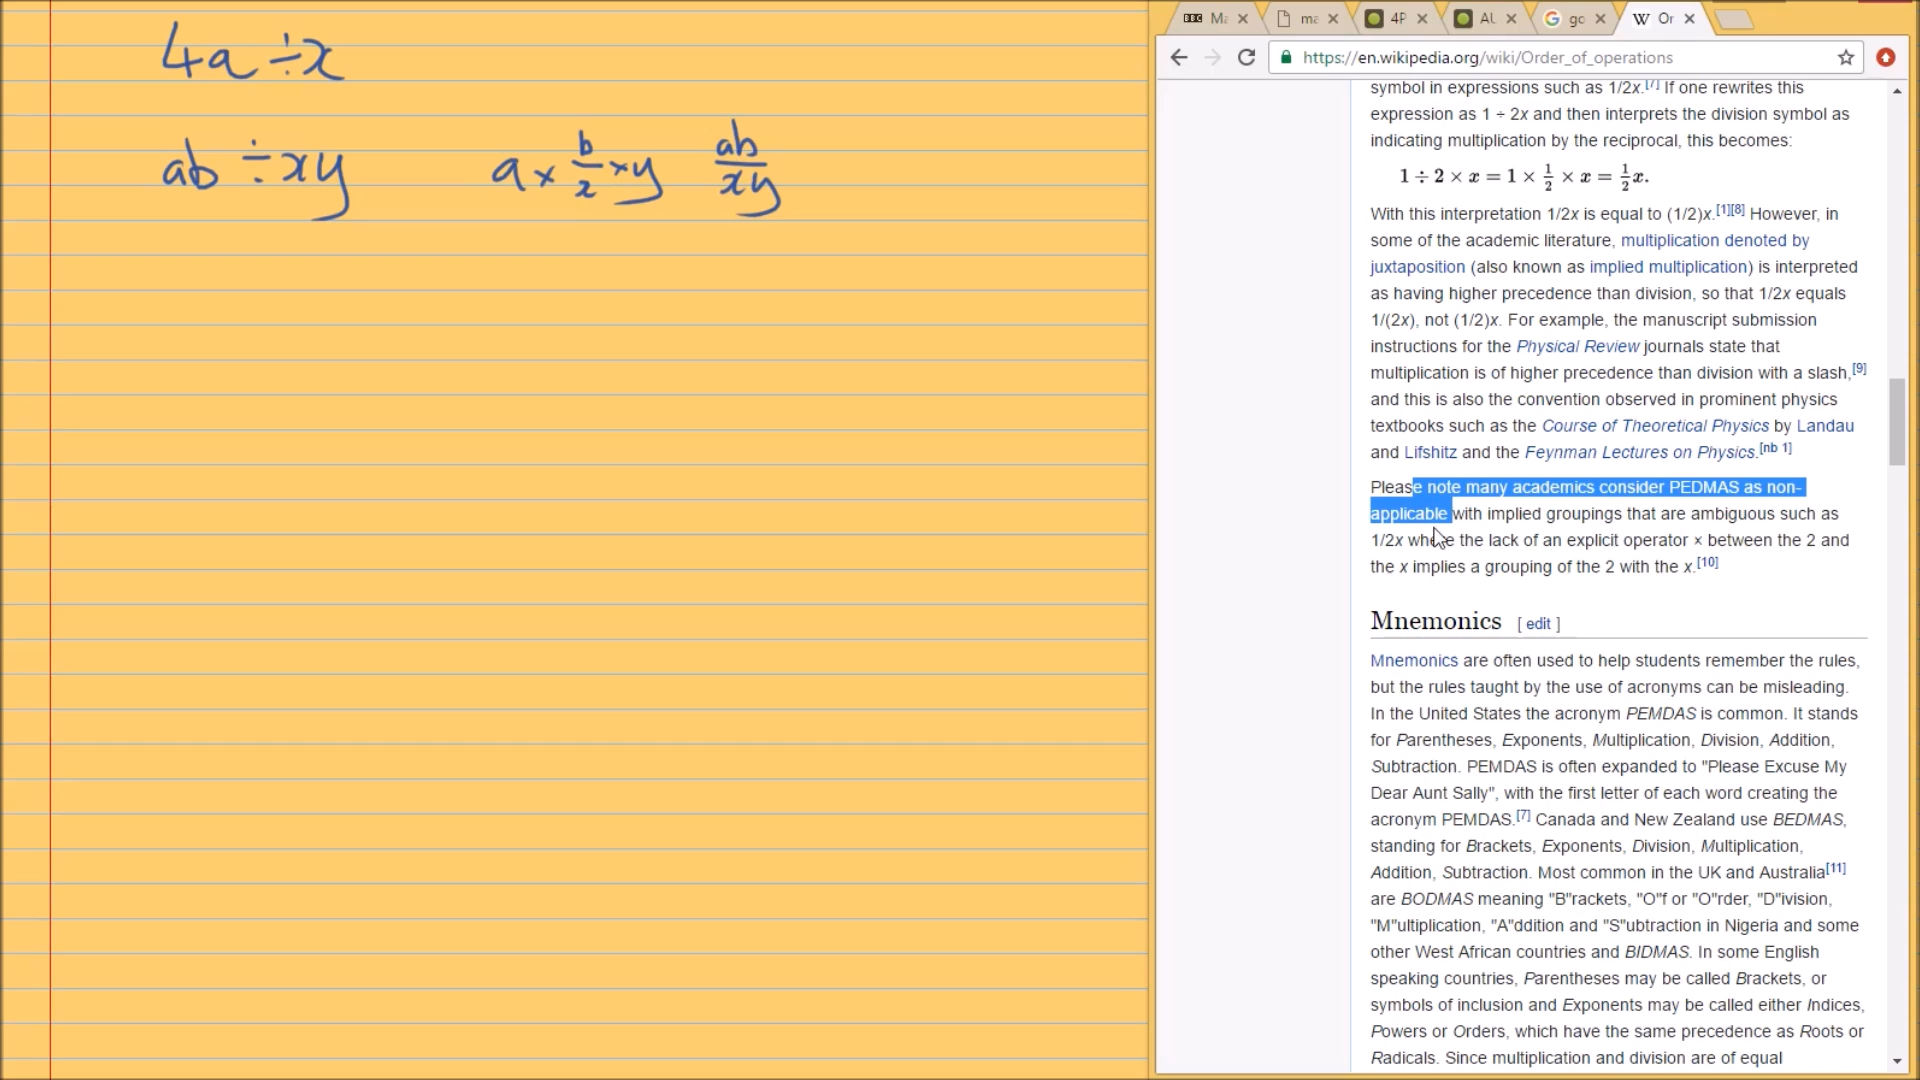 4a ÷ x
ab ÷ xy
a × b/x × y
ab/xy
Ma
ma
4P
AU
go
W Or
https://en.wikipedia.org/wiki/Order_of_operations
symbol in expressions such as 1/2x.[7] If one rewrites this
expression as 1 ÷ 2x and then interprets the division symbol as
indicating multiplication by the reciprocal, this becomes:
1 ÷ 2 × x = 1 × 1/2 × x = 1/2x.
With this interpretation 1/2x is equal to (1/2)x.[1][8] However, in
some of the academic literature, multiplication denoted by
juxtaposition (also known as implied multiplication) is interpreted
as having higher precedence than division, so that 1/2x equals
1/(2x), not (1/2)x. For example, the manuscript submission
instructions for the Physical Review journals state that
multiplication is of higher precedence than division with a slash,[9]
and this is also the convention observed in prominent physics
textbooks such as the Course of Theoretical Physics by Landau
and Lifshitz and the Feynman Lectures on Physics.[nb 1]
Please note many academics consider PEDMAS as non-
applicable with implied groupings that are ambiguous such as
1/2x where the lack of an explicit operator × between the 2 and
the x implies a grouping of the 2 with the x.[10]
Mnemonics [ edit ]
Mnemonics are often used to help students remember the rules,
but the rules taught by the use of acronyms can be misleading.
In the United States the acronym PEMDAS is common. It stands
for Parentheses, Exponents, Multiplication, Division, Addition,
Subtraction. PEMDAS is often expanded to "Please Excuse My
Dear Aunt Sally", with the first letter of each word creating the
acronym PEMDAS.[7] Canada and New Zealand use BEDMAS,
standing for Brackets, Exponents, Division, Multiplication,
Addition, Subtraction. Most common in the UK and Australia[11]
are BODMAS meaning "B"rackets, "O"f or "O"rder, "D"ivision,
"M"ultiplication, "A"ddition and "S"ubtraction in Nigeria and some
other West African countries and BIDMAS. In some English
speaking countries, Parentheses may be called Brackets, or
symbols of inclusion and Exponents may be called either Indices,
Powers or Orders, which have the same precedence as Roots or
Radicals. Since multiplication and division are of equal